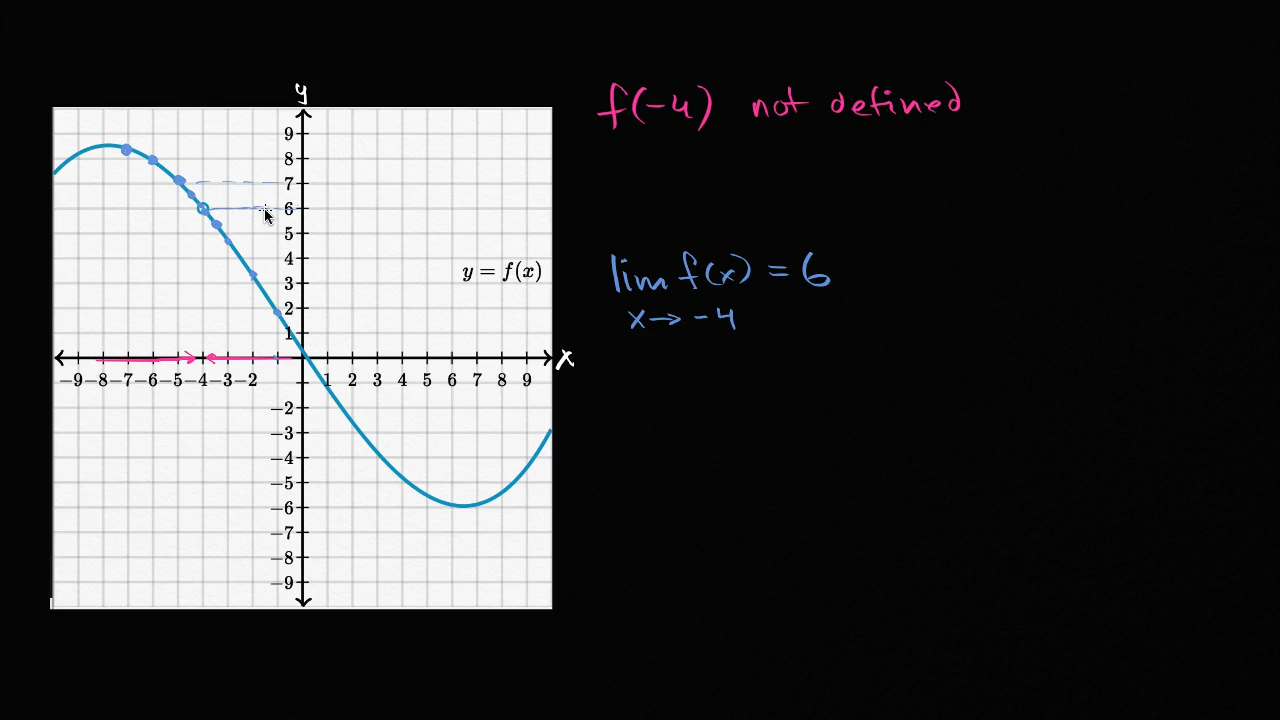 f(-4) not defined
y
9
8
7
6
5
4
3
2
1
y = f(x)
lim f(x) = 6
x → -4
x
−9 −8 −7 −6 −5 −4 −3 −2 1 2 3 4 5 6 7 8 9
−2
−3
−4
−5
−6
−7
−8
−9